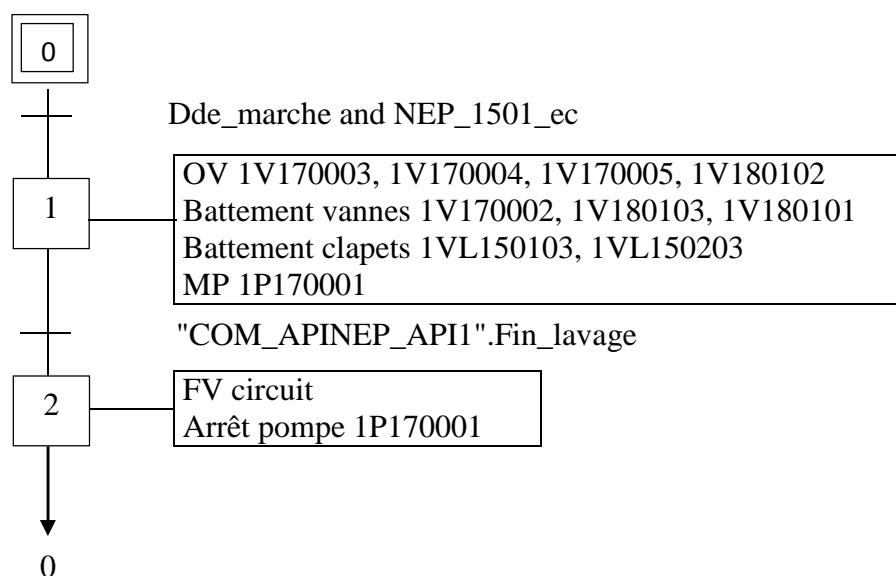 0
Dde_marche and NEP_1501_ec
1
OV 1V170003, 1V170004, 1V170005, 1V180102
Battement vannes 1V170002, 1V180103, 1V180101
Battement clapets 1VL150103, 1VL150203
MP 1P170001
"COM_APINEP_API1".Fin_lavage
2
FV circuit
Arrêt pompe 1P170001
0